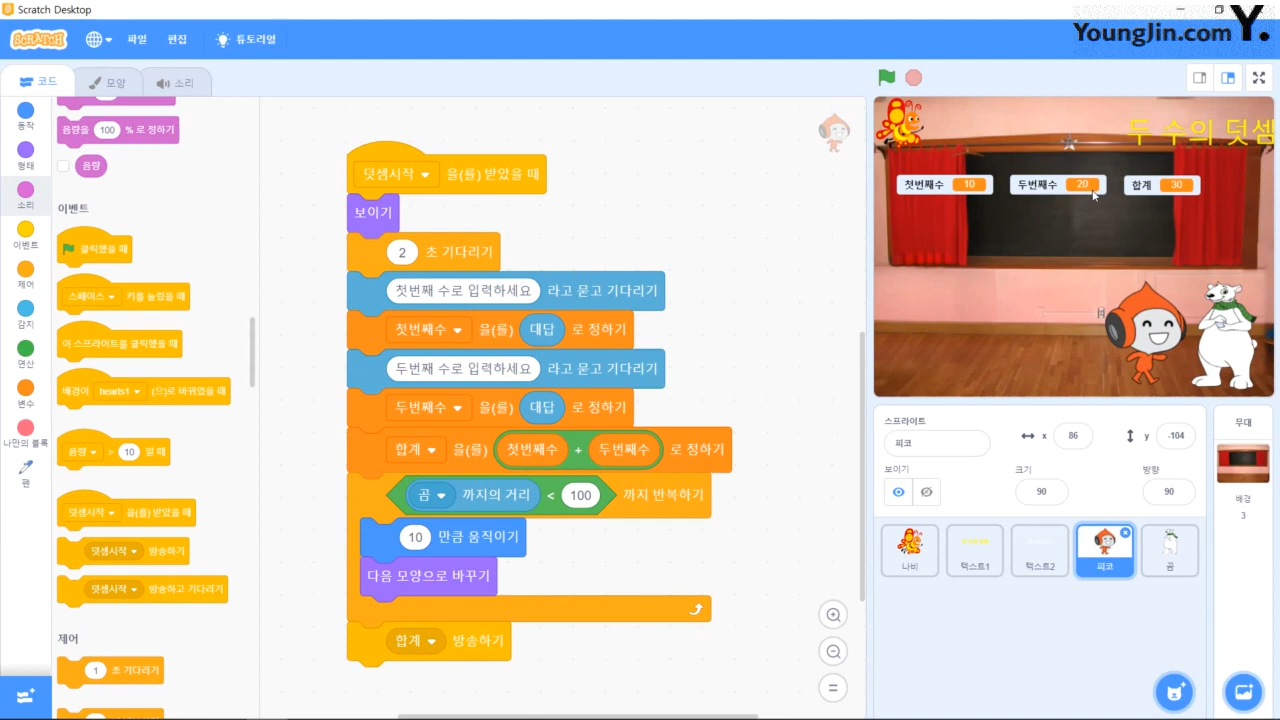 Scratch Desktop
SCRATCH
파일
편집
튜토리얼
YoungJin.com Y.
코드
모양
소리
동작
형태
소리
이벤트
제어
감지
연산
변수
나만의 블록
펜
음량을 100 % 로 정하기
음량
이벤트
클릭했을 때
스페이스 키를 눌렀을 때
이 스프라이트를 클릭했을 때
배경이 hearts1 (으)로 바뀌었을 때
음량 > 10 일 때
덧셈시작 을(를) 받았을 때
덧셈시작 방송하기
덧셈시작 방송하고 기다리기
제어
1 초 기다리기
덧셈시작 을(를) 받았을 때
보이기
2 초 기다리기
첫번째 수로 입력하세요 라고 묻고 기다리기
첫번째수 을(를) 대답 로 정하기
두번째 수로 입력하세요 라고 묻고 기다리기
두번째수 을(를) 대답 로 정하기
합계 을(를) 첫번째수 + 두번째수 로 정하기
곰 까지의 거리 < 100 까지 반복하기
10 만큼 움직이기
다음 모양으로 바꾸기
합계 방송하기
두 수의 덧셈
첫번째수 10
두번째수 20
합계 30
스프라이트
피코
x 86
y -104
보이기
크기
90
방향
90
나비
텍스트1
텍스트2
피코
곰
무대
배경
3